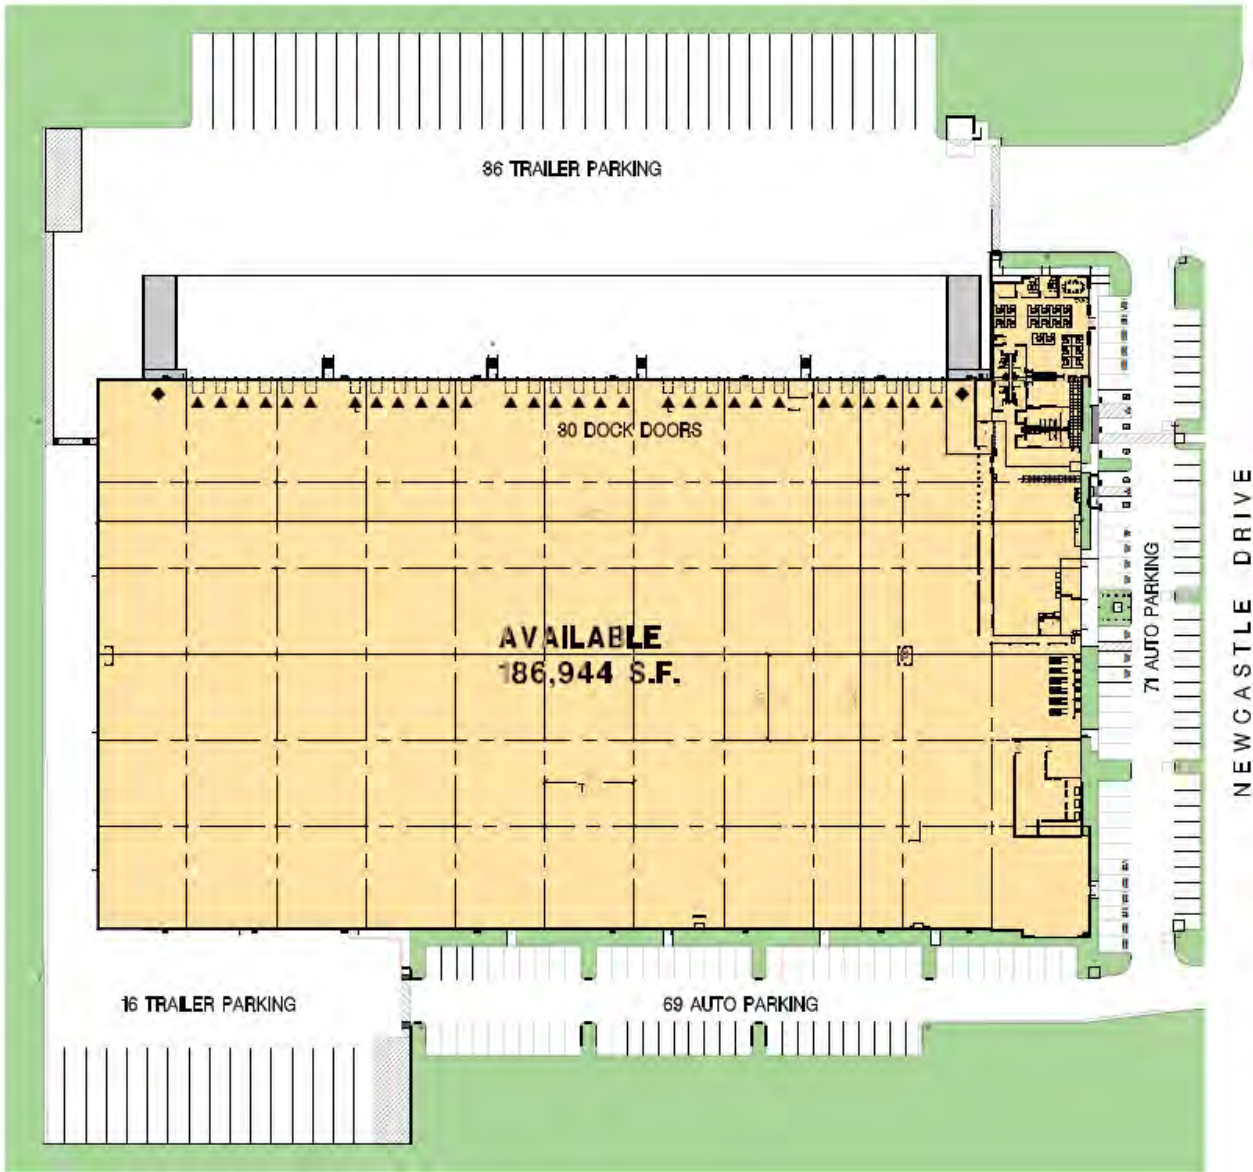 36 TRAILER PARKING
30 DOCK DOORS
AVAILABLE
186,944 S.F.
71 AUTO PARKING
NEWCASTLE DRIVE
16 TRAILER PARKING
69 AUTO PARKING